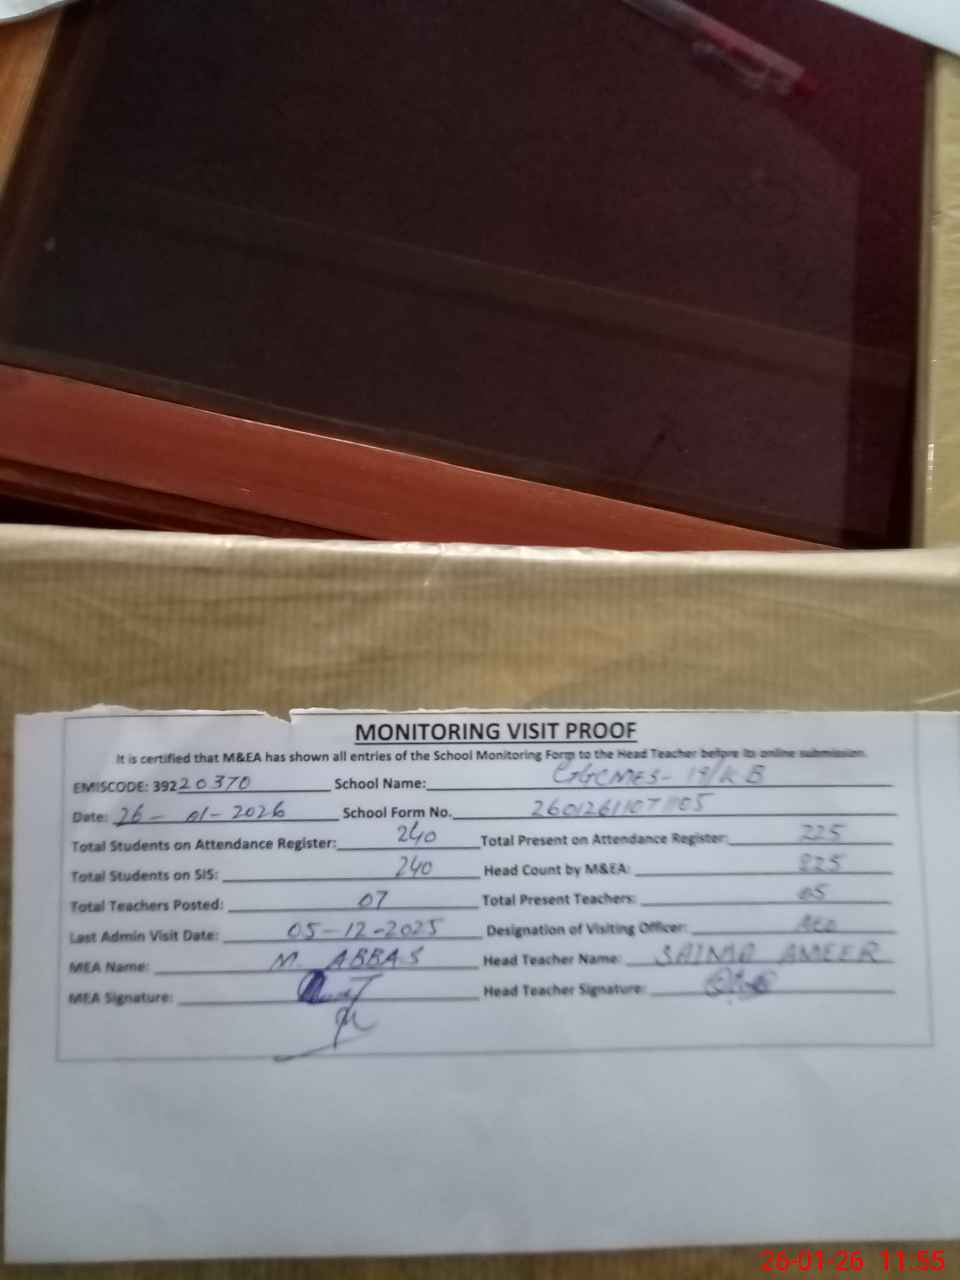 MONITORING VISIT PROOF
It is certified that M&EA has shown all entries of the School Monitoring Form to the Head Teacher before its online submission.
EMISCODE: 39220370 School Name: GGCMES-19/KB
Date: 26-01-2026 School Form No. 26012611071105
Total Students on Attendance Register: 240 Total Present on Attendance Register: 225
Total Students on SIS: 240 Head Count by M&EA: 225
Total Teachers Posted: 07 Total Present Teachers: 05
Last Admin Visit Date: 05-12-2025 Designation of Visiting Officer: AEO
MEA Name: M. ABBAS Head Teacher Name: SAIMA AMEER
MEA Signature: Head Teacher Signature:
26-01-26 11:55